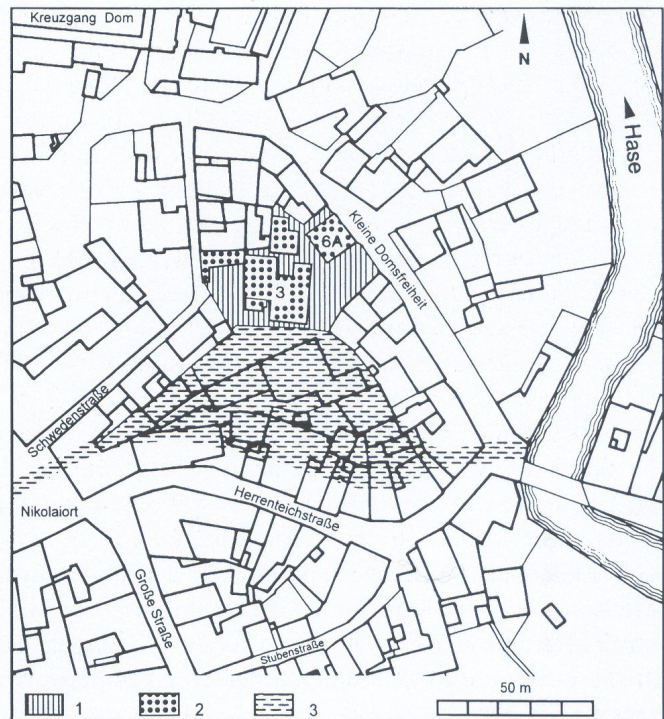 Kreuzgang Dom
N
Hase
Kleine Domsfreiheit
6A
3
Schwedenstraße
Nikolaiort
Herrenteichstraße
Große Straße
Stubenstraße
1
2
3
50 m